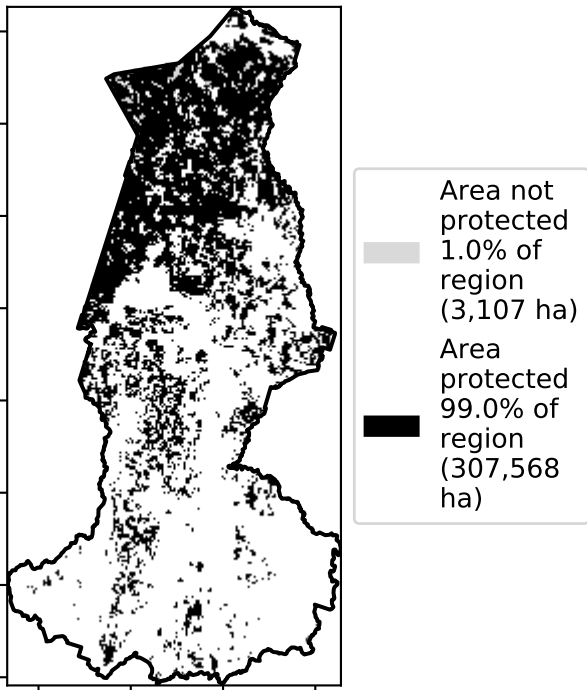 Area not
protected
1.0% of
region
(3,107 ha)
Area
protected
99.0% of
region
(307,568
ha)